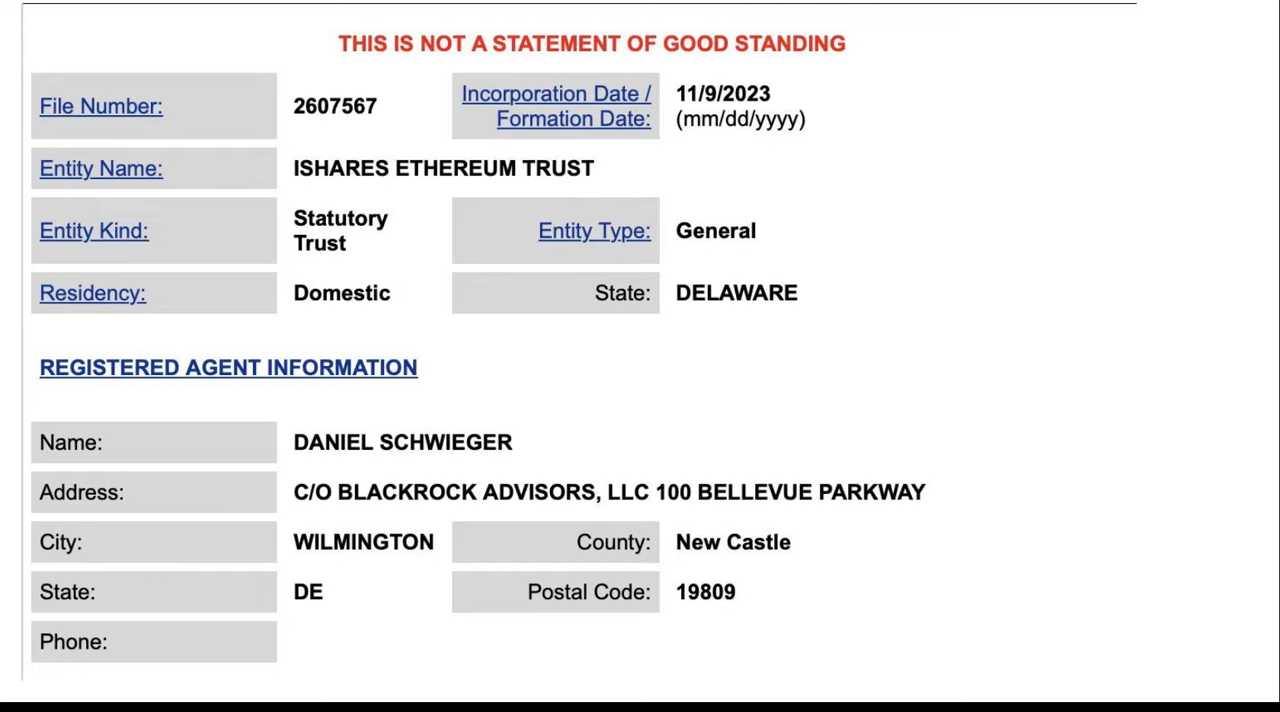 THIS IS NOT A STATEMENT OF GOOD STANDING
File Number: 2607567 Incorporation Date / Formation Date: 11/9/2023 (mm/dd/yyyy)
Entity Name: ISHARES ETHEREUM TRUST
Entity Kind: Statutory Trust Entity Type: General
Residency: Domestic State: DELAWARE
REGISTERED AGENT INFORMATION
Name: DANIEL SCHWIEGER
Address: C/O BLACKROCK ADVISORS, LLC 100 BELLEVUE PARKWAY
City: WILMINGTON County: New Castle
State: DE Postal Code: 19809
Phone: